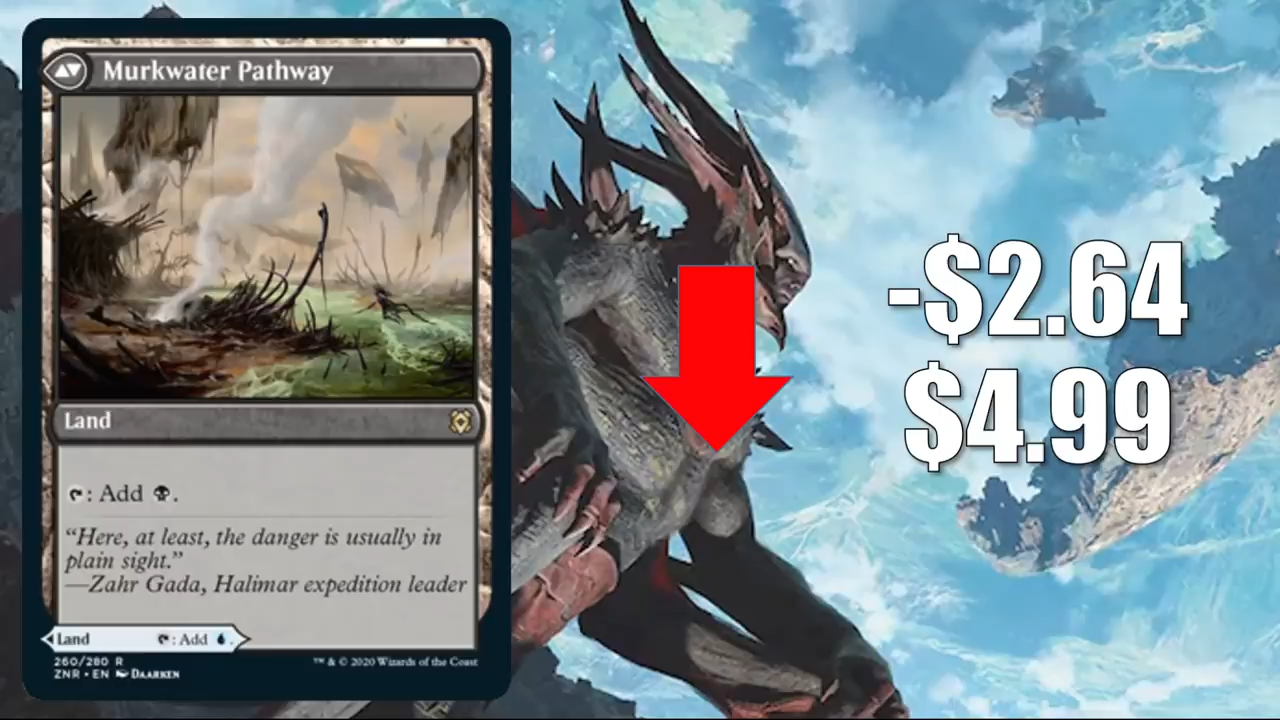 Murkwater Pathway
Land
: Add .
“Here, at least, the danger is usually in
plain sight.”
—Zahr Gada, Halimar expedition leader
Land : Add .
260/280 R
ZNR • EN DAARKEN
™ & © 2020 Wizards of the Coast
-$2.64
$4.99